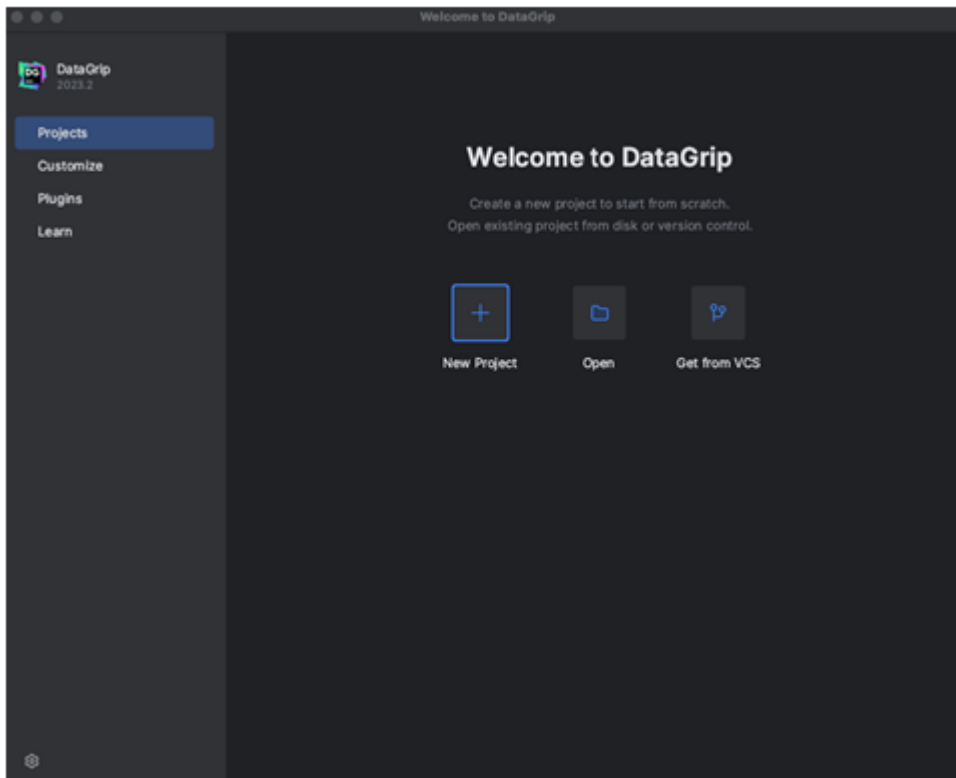 Welcome to DataGrip
DG
DataGrip
2023.2
Projects
Customize
Plugins
Learn
Welcome to DataGrip
Create a new project to start from scratch.
Open existing project from disk or version control.
New Project
Open
Get from VCS